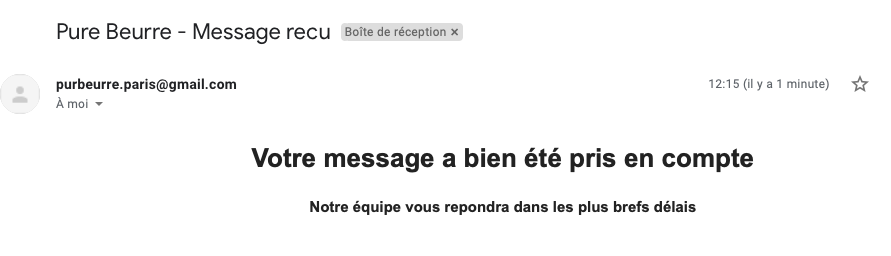 Pure Beurre - Message recu Boîte de réception ×
purbeurre.paris@gmail.com 12:15 (il y a 1 minute)
À moi
Votre message a bien été pris en compte
Notre équipe vous repondra dans les plus brefs délais